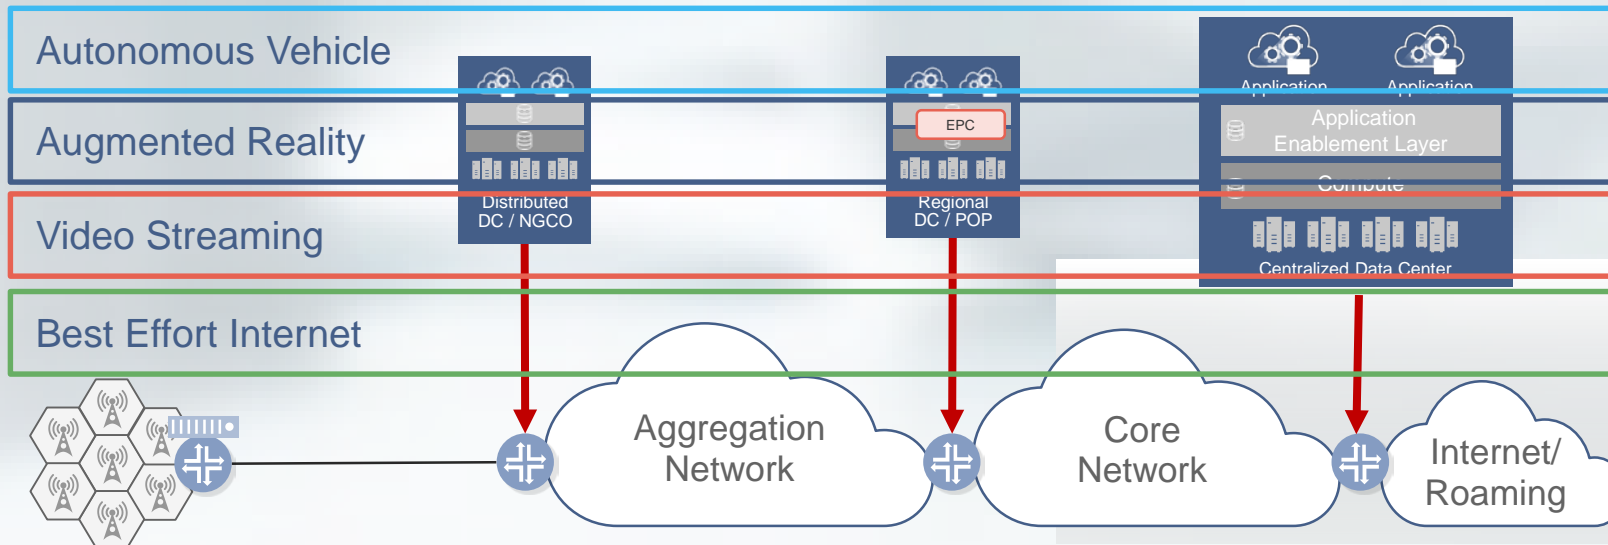 Autonomous Vehicle
Application
Application
Augmented Reality
EPC
Application
Enablement Layer
Compute
Distributed
DC / NGCO
Regional
DC / POP
Video Streaming
Centralized Data Center
Best Effort Internet
Aggregation
Network
Core
Network
Internet/
Roaming